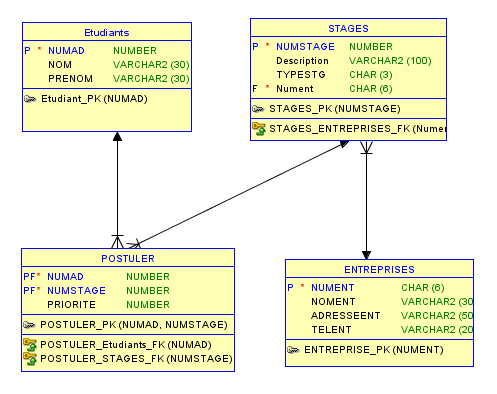 Etudiants
P * NUMAD NUMBER
NOM VARCHAR2 (30)
PRENOM VARCHAR2 (30)
Etudiant_PK (NUMAD)
STAGES
P * NUMSTAGE NUMBER
Description VARCHAR2 (100)
TYPESTG CHAR (3)
F * Nument CHAR (6)
STAGES_PK (NUMSTAGE)
STAGES_ENTREPRISES_FK (Numer
POSTULER
PF* NUMAD NUMBER
PF* NUMSTAGE NUMBER
PRIORITE NUMBER
POSTULER_PK (NUMAD, NUMSTAGE)
POSTULER_Etudiants_FK (NUMAD)
POSTULER_STAGES_FK (NUMSTAGE)
ENTREPRISES
P * NUMENT CHAR (6)
NOMENT VARCHAR2 (30
ADRESSEENT VARCHAR2 (50
TELENT VARCHAR2 (20
ENTREPRISE_PK (NUMENT)